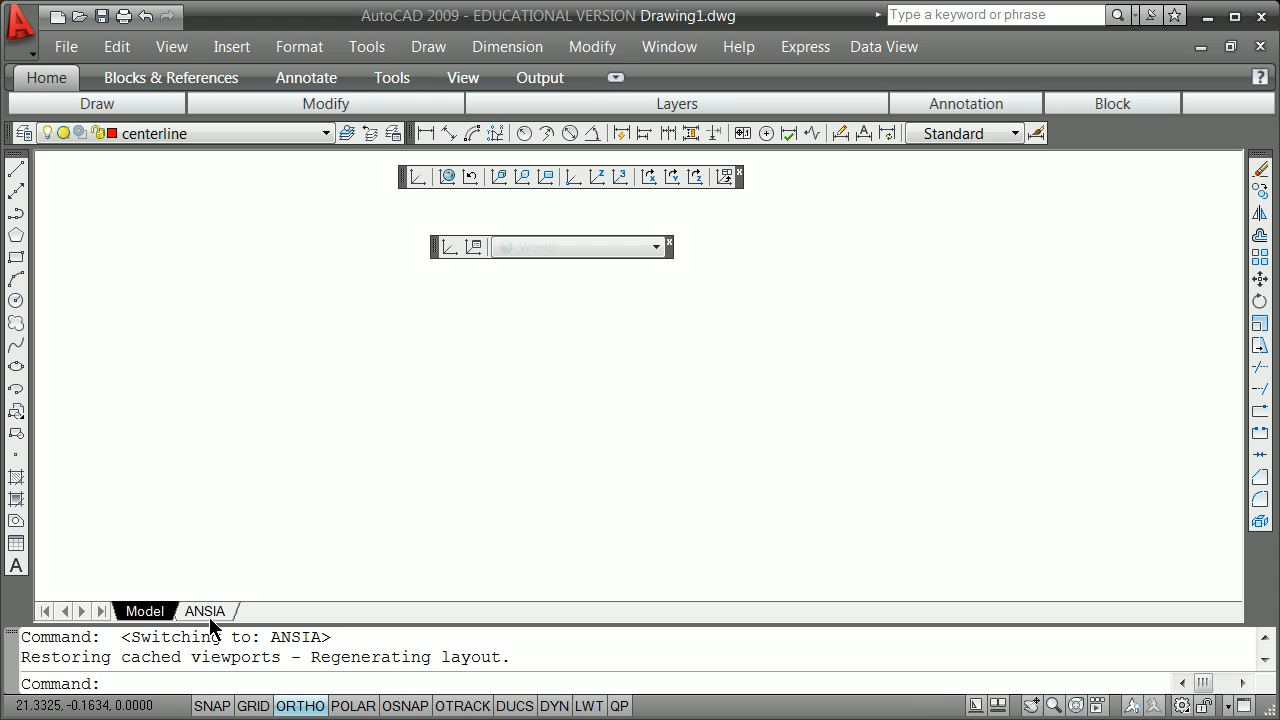 AutoCAD 2009 - EDUCATIONAL VERSION Drawing1.dwg
Type a keyword or phrase
File Edit View Insert Format Tools Draw Dimension Modify Window Help Express Data View
Home Blocks & References Annotate Tools View Output
Draw Modify Layers Annotation Block
centerline Standard
World
Model ANSIA
Command: <Switching to: ANSIA>
Restoring cached viewports - Regenerating layout.
Command:
21.3325, -0.1634, 0.0000 SNAP GRID ORTHO POLAR OSNAP OTRACK DUCS DYN LWT QP